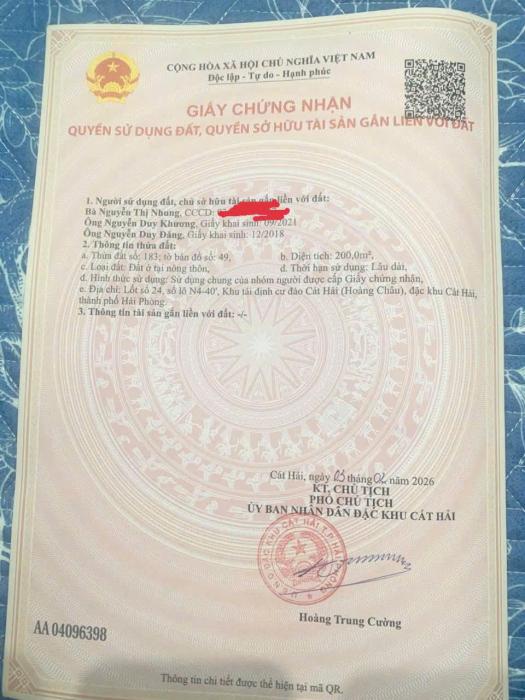 CỘNG HÒA XÃ HỘI CHỦ NGHĨA VIỆT NAM
Độc lập - Tự do - Hạnh phúc
GIẤY CHỨNG NHẬN
QUYỀN SỬ DỤNG ĐẤT, QUYỀN SỞ HỮU TÀI SẢN GẮN LIỀN VỚI ĐẤT
1. Người sử dụng đất, chủ sở hữu tài sản gắn liền với đất:
Bà Nguyễn Thị Nhung, CCCD:
Ông Nguyễn Duy Khương, Giấy khai sinh: 09/2021
Ông Nguyễn Duy Đăng, Giấy khai sinh: 12/2018
2. Thông tin thửa đất:
a. Thửa đất số: 183; tờ bản đồ số: 49, b. Diện tích: 200,0m²,
c. Loại đất: Đất ở tại nông thôn, d. Thời hạn sử dụng: Lâu dài,
đ. Hình thức sử dụng: Sử dụng chung của nhóm người được cấp Giấy chứng nhận,
e. Địa chỉ: Lốt số 24, số lô N4-40', Khu tái định cư đảo Cát Hải (Hoàng Châu), đặc khu Cát Hải,
thành phố Hải Phòng.
3. Thông tin tài sản gắn liền với đất: -/-
Cát Hải, ngày 03 tháng 02 năm 2026
KT. CHỦ TỊCH
PHÓ CHỦ TỊCH
ỦY BAN NHÂN DÂN ĐẶC KHU CÁT HẢI
Hoàng Trung Cường
AA 04096398
Thông tin chi tiết được thể hiện tại mã QR.